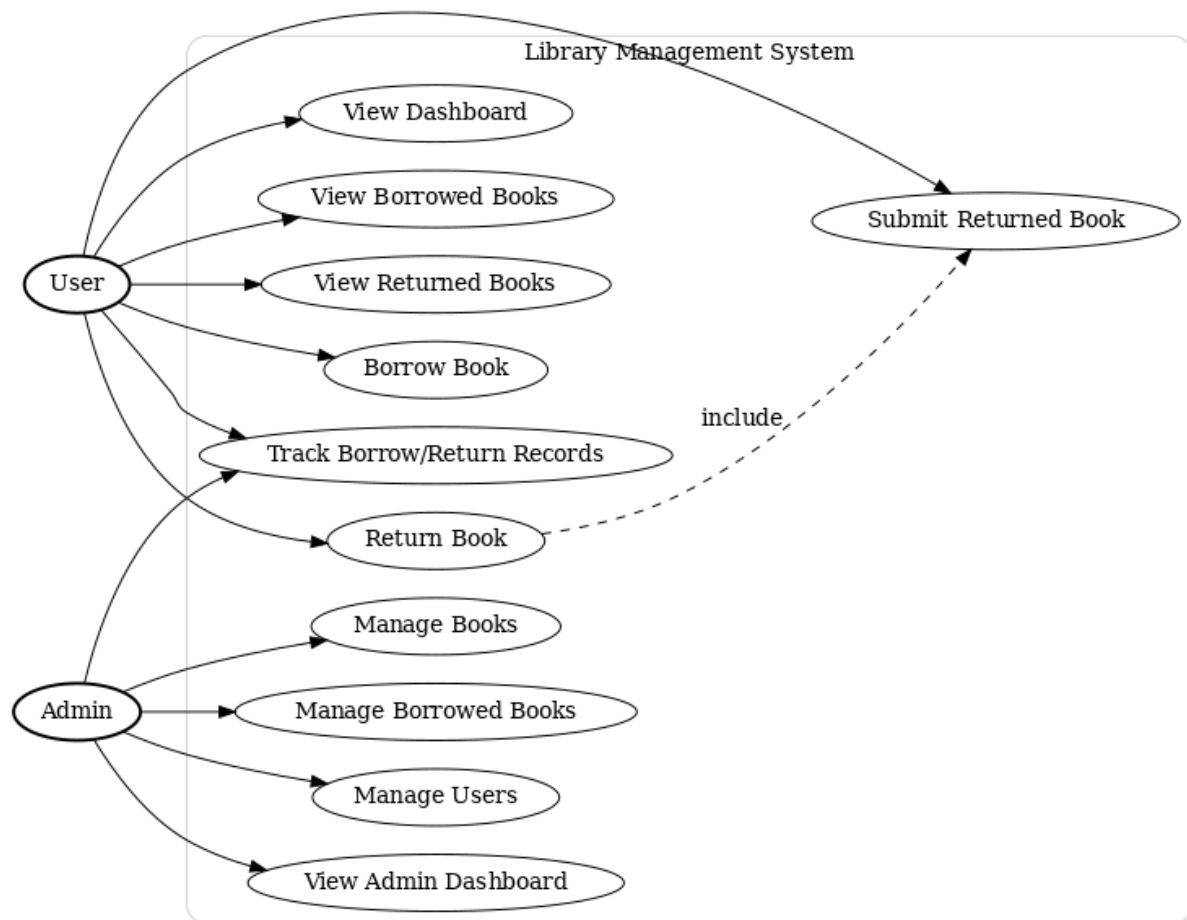 Library Management System
View Dashboard
View Borrowed Books
Submit Returned Book
User
View Returned Books
Borrow Book
include
Track Borrow/Return Records
Return Book
Manage Books
Admin
Manage Borrowed Books
Manage Users
View Admin Dashboard